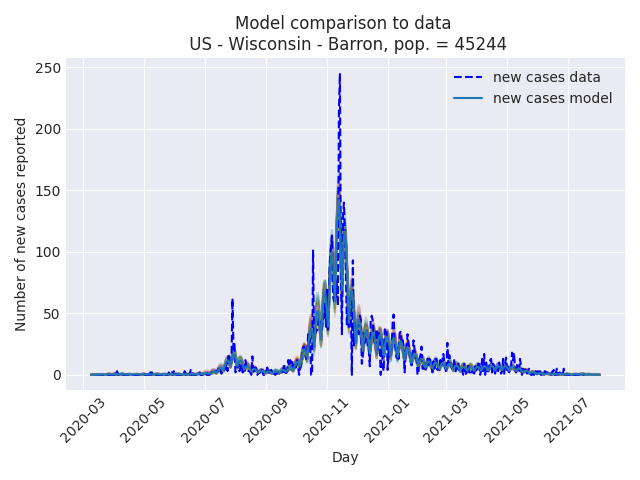 Model comparison to data
US - Wisconsin - Barron, pop. = 45244
250
200
150
100
50
0
Number of new cases reported
new cases data
new cases model
2020-03
2020-05
2020-07
2020-09
2020-11
2021-01
2021-03
2021-05
2021-07
Day